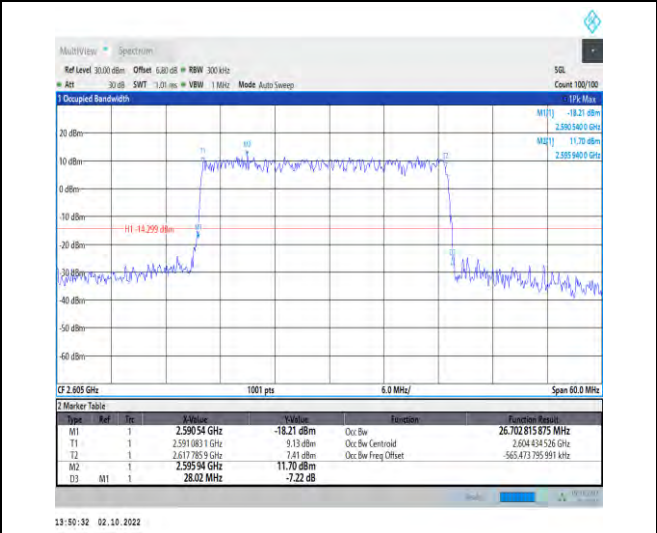 MultiView Spectrum
Ref Level 30.00 dBm Offset 6.80 dB RBW 300 kHz SGL
Att 30 dB SWT 1.01 ms VBW 1 MHz Mode Auto Sweep Count 100/100
1 Occupied Bandwidth 1Pk Max
M1[1] -18.21 dBm
2.590 540 0 GHz
M2[1] 11.70 dBm
2.595 940 0 GHz
20 dBm
10 dBm
0 dBm
-10 dBm
-20 dBm
-30 dBm
-40 dBm
-50 dBm
-60 dBm
T1
M2
T2
H1 -14.299 dBm
M1
D3
CF 2.605 GHz 1001 pts 6.0 MHz/ Span 60.0 MHz
2 Marker Table
Type Ref Trc X-Value Y-Value Function Function Result
M1 1 2.590 54 GHz -18.21 dBm Occ Bw 26.702 815 875 MHz
T1 1 2.591 083 1 GHz 9.13 dBm Occ Bw Centroid 2.604 434 526 GHz
T2 1 2.617 785 9 GHz 7.41 dBm Occ Bw Freq Offset -565.473 795 991 kHz
M2 1 2.595 94 GHz 11.70 dBm
D3 M1 1 28.02 MHz -7.22 dB
13:50:32 02.10.2022